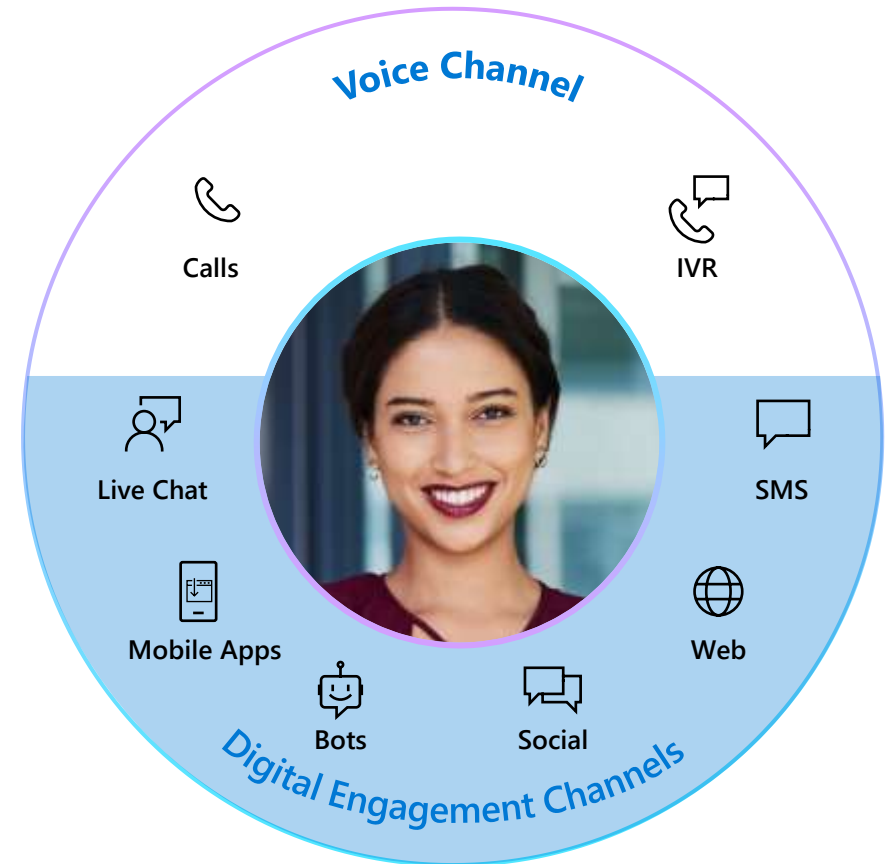 Voice Channel
Calls
IVR
Live Chat
SMS
Mobile Apps
Web
Bots
Social
Digital Engagement Channels